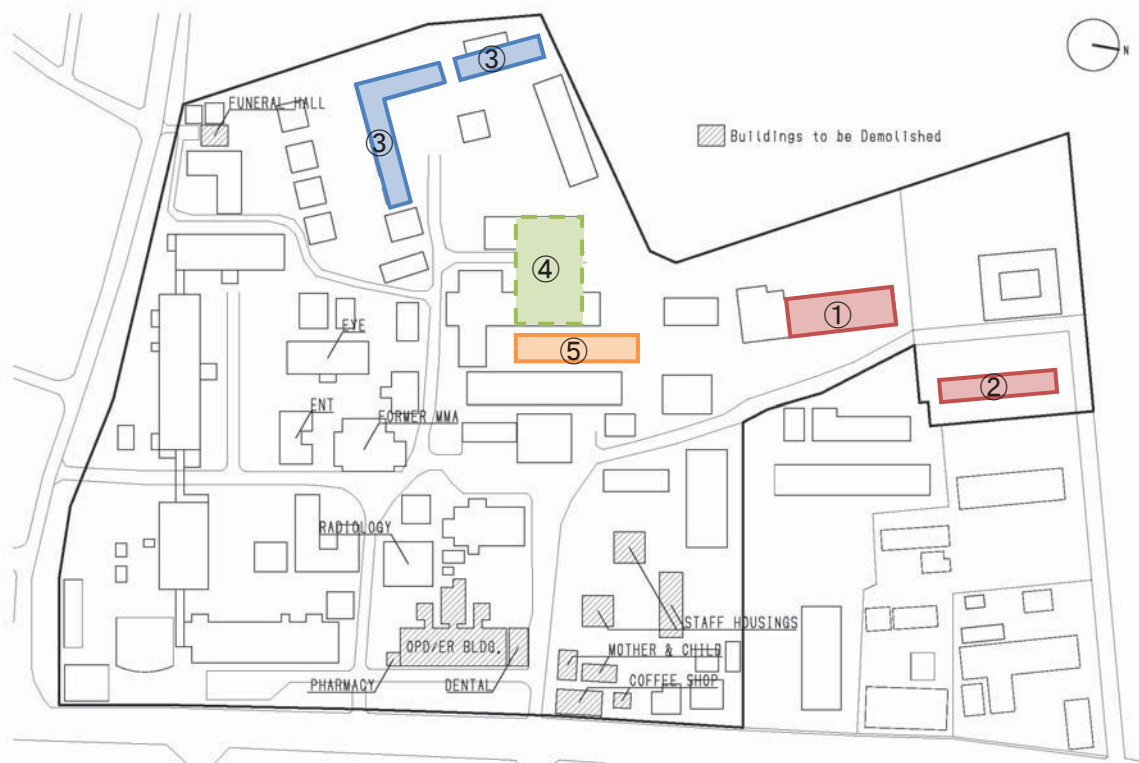 ③
③
N
FUNERAL HALL
Buildings to be Demolished
④
①
⑤
EYE
②
ENT
FORMER MMA
RADIOLOGY
STAFF HOUSINGS
OPD/ER BLDG.
MOTHER & CHILD
PHARMACY
DENTAL
COFFEE SHOP